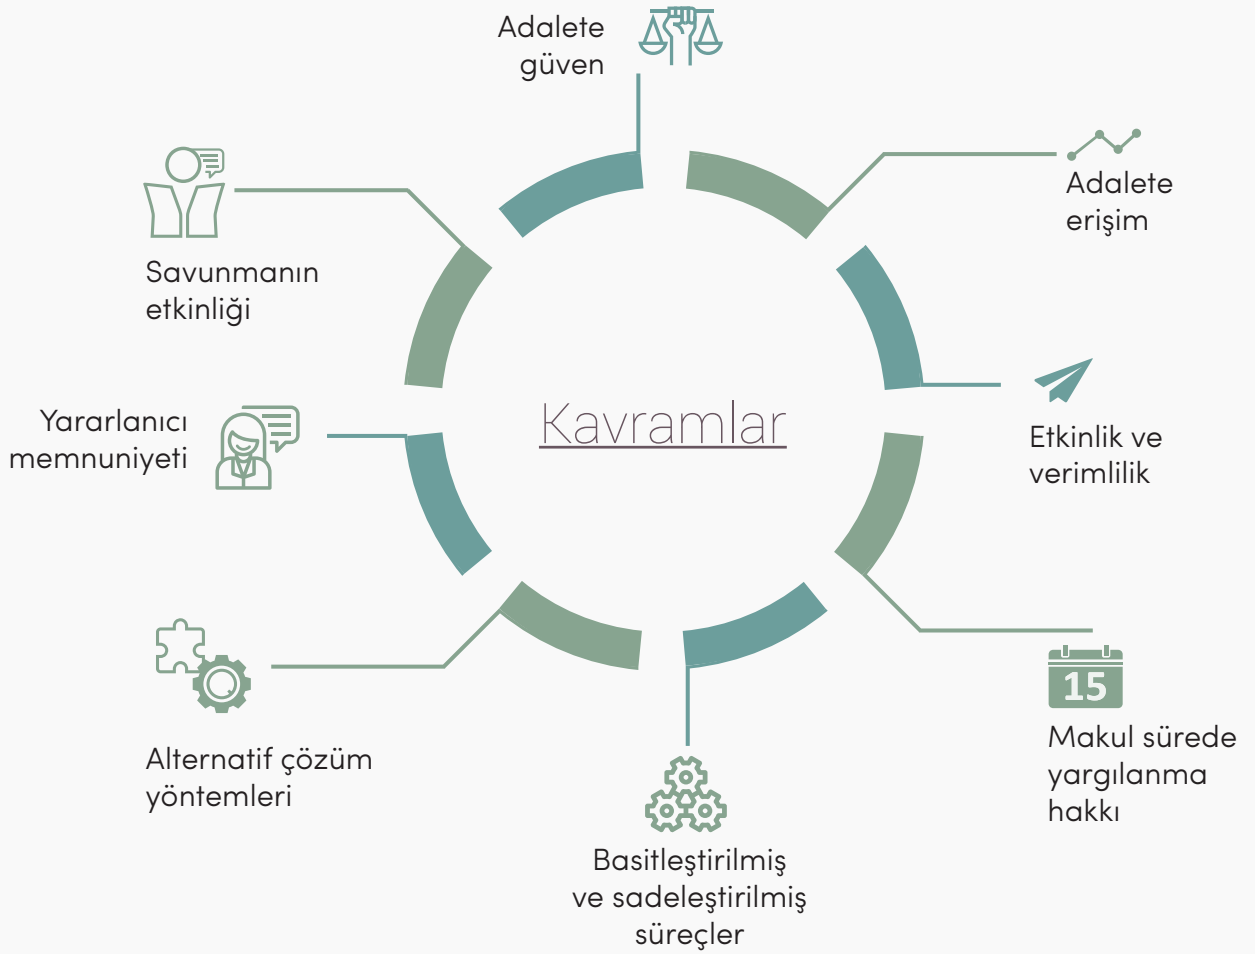 Adalete
güven
Adalete
erişim
Etkinlik ve
verimlilik
15
Makul sürede
yargılanma
hakkı
Basitleştirilmiş
ve sadeleştirilmiş
süreçler
Alternatif çözüm
yöntemleri
Yararlanıcı
memnuniyeti
Savunmanın
etkinliği
Kavramlar